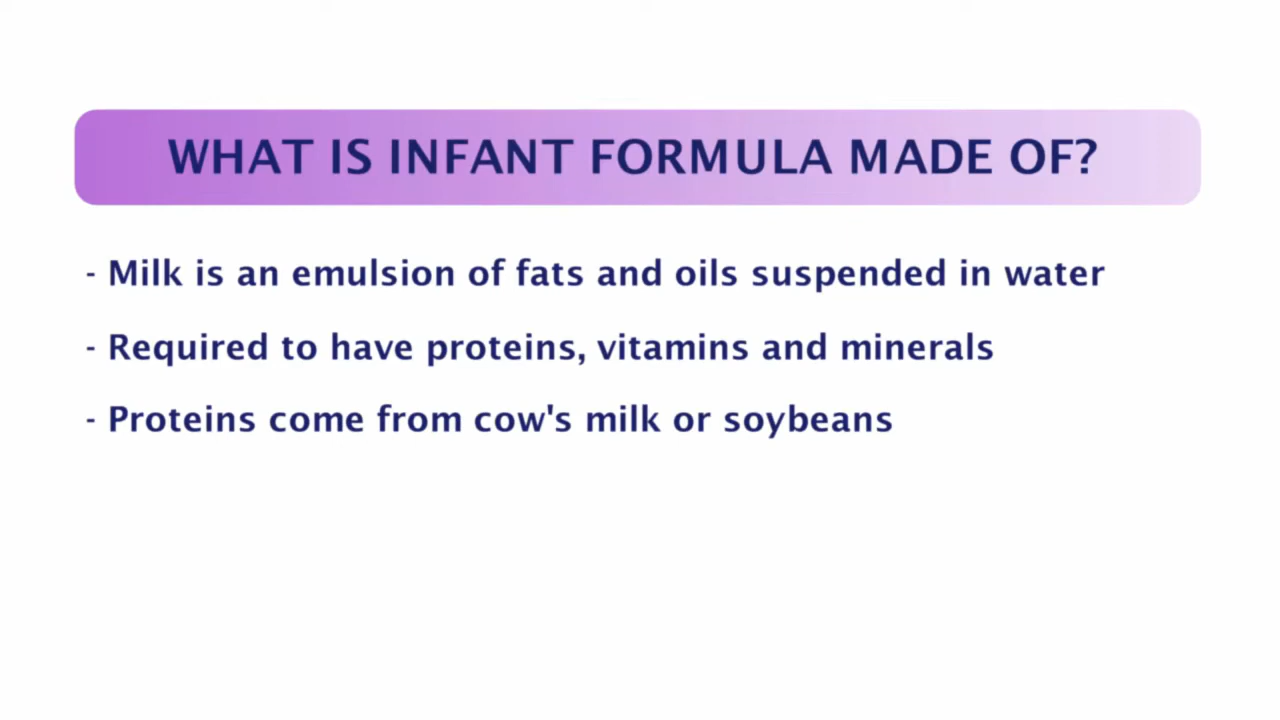 WHAT IS INFANT FORMULA MADE OF?
- Milk is an emulsion of fats and oils suspended in water
- Required to have proteins, vitamins and minerals
- Proteins come from cow's milk or soybeans